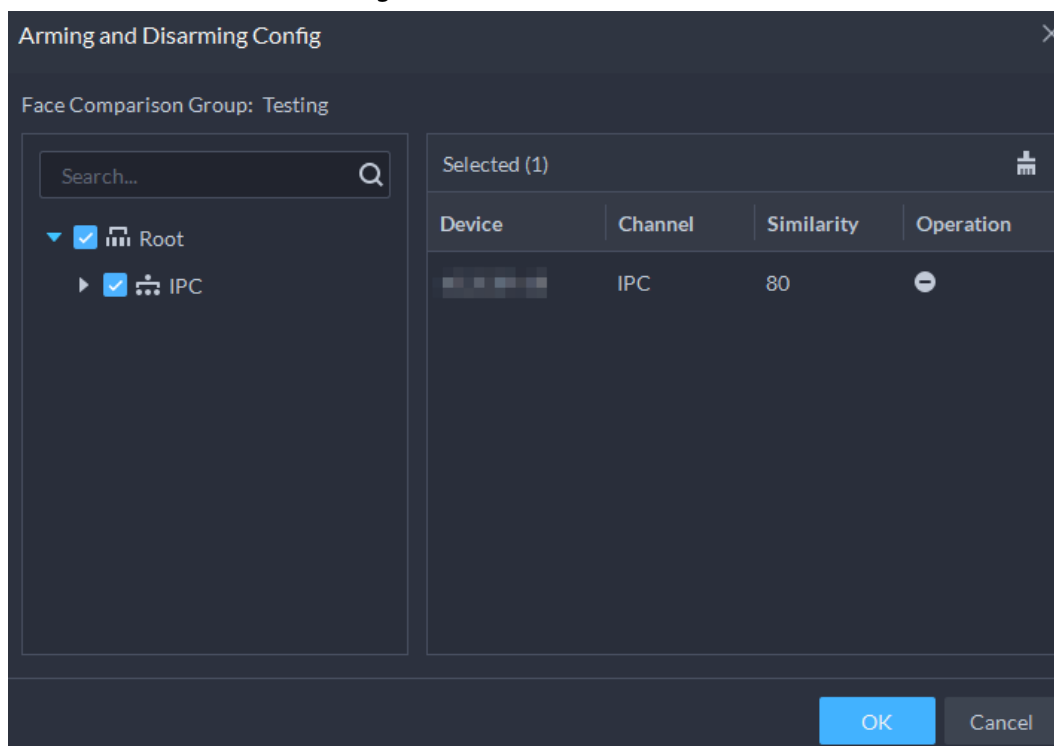 Arming and Disarming Config
Face Comparison Group: Testing
Search...
Root
IPC
Selected (1)
Device Channel Similarity Operation
IPC 80
OK Cancel